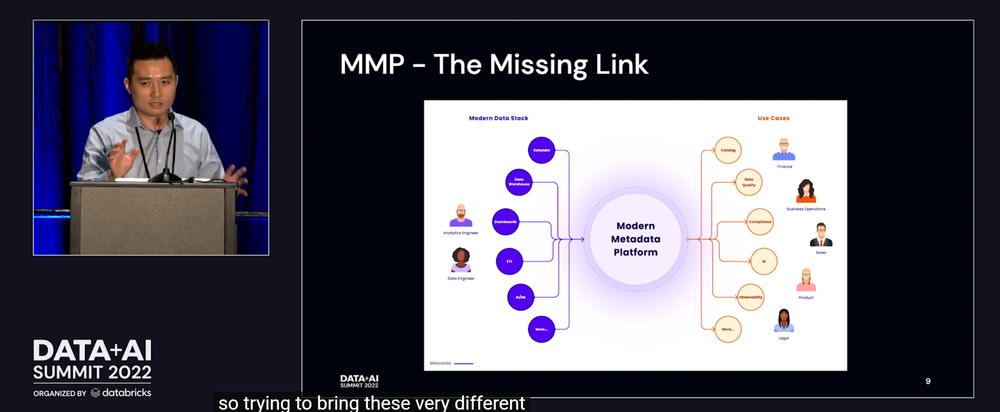 MMP – The Missing Link
Modern Data Stack
Use Cases
Datalake
Data
Warehouse
Dashboards
ETL
AI/ML
More...
Analytics Engineer
Data Engineer
Modern
Metadata
Platform
Catalog
Data
Quality
Compliance
BI
Observability
More...
Finance
Business Operations
Sales
Product
Legal
Metadata
DATA+AI
SUMMIT 2022
9
DATA+AI
SUMMIT 2022
ORGANIZED BY databricks
so trying to bring these very different